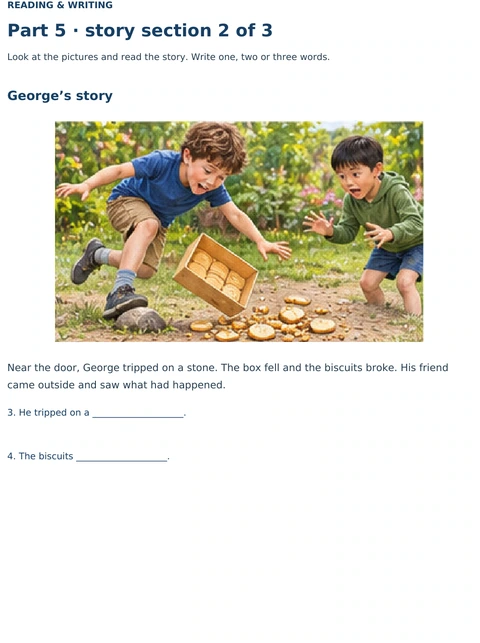 READING & WRITING
Part 5 · story section 2 of 3
Look at the pictures and read the story. Write one, two or three words.
George’s story
Near the door, George tripped on a stone. The box fell and the biscuits broke. His friend
came outside and saw what had happened.
3. He tripped on a ___________________.
4. The biscuits ___________________.